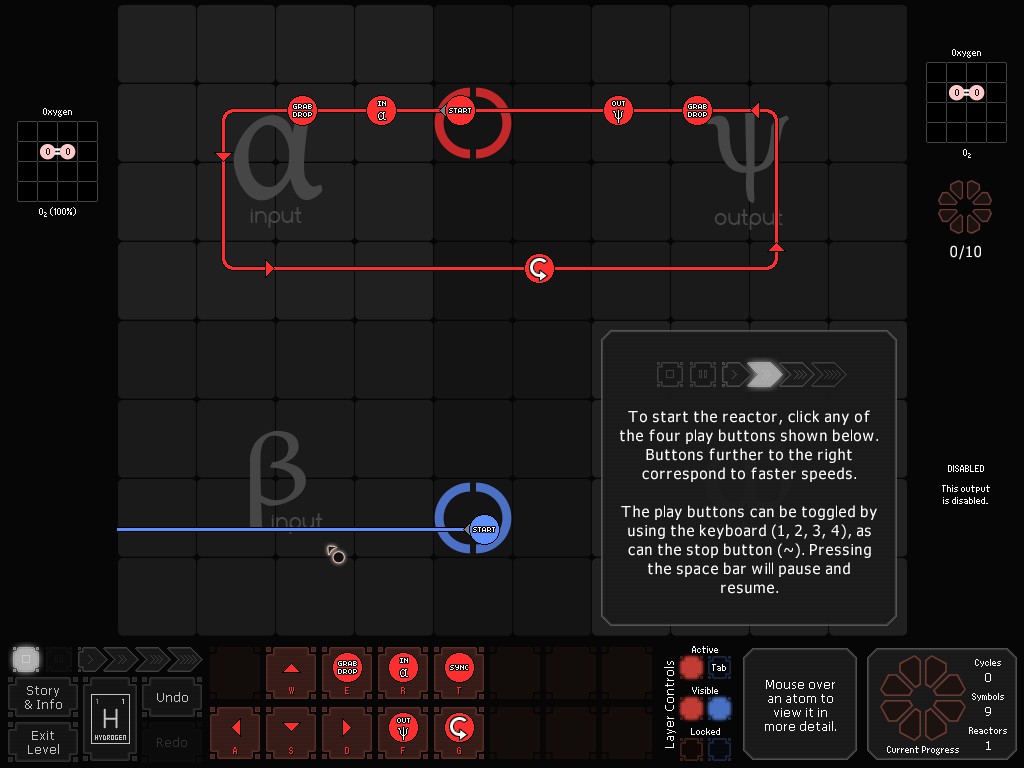 Oxygen
O O
O₂ (100%)
GRAB
DROP
IN
α
START
OUT
ψ
GRAB
DROP
α
input
ψ
output
β
input
START
Oxygen
O O
O₂
0/10
DISABLED
This output
is disabled.
To start the reactor, click any of
the four play buttons shown below.
Buttons further to the right
correspond to faster speeds.
The play buttons can be toggled by
using the keyboard (1, 2, 3, 4), as
can the stop button (~). Pressing
the space bar will pause and
resume.
Story
& Info
Exit
Level
1 1
H
HYDROGEN
Undo
Redo
W
GRAB
DROP
E
IN
α
R
SYNC
T
A
S
D
OUT
ψ
F
G
Layer Controls
Active
Tab
Visible
Locked
Mouse over
an atom to
view it in
more detail.
Cycles
0
Symbols
9
Reactors
1
Current Progress